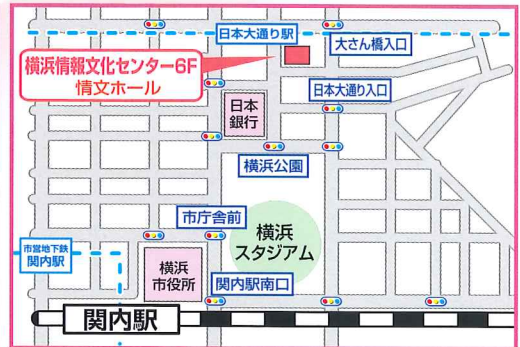 日本大通り駅
大さん橋入口
横浜情報文化センター6F
情文ホール
日本大通り入口
日本
銀行
横浜公園
市庁舎前
横浜
スタジアム
市営地下鉄
関内駅
横浜
市役所
関内駅南口
関内駅